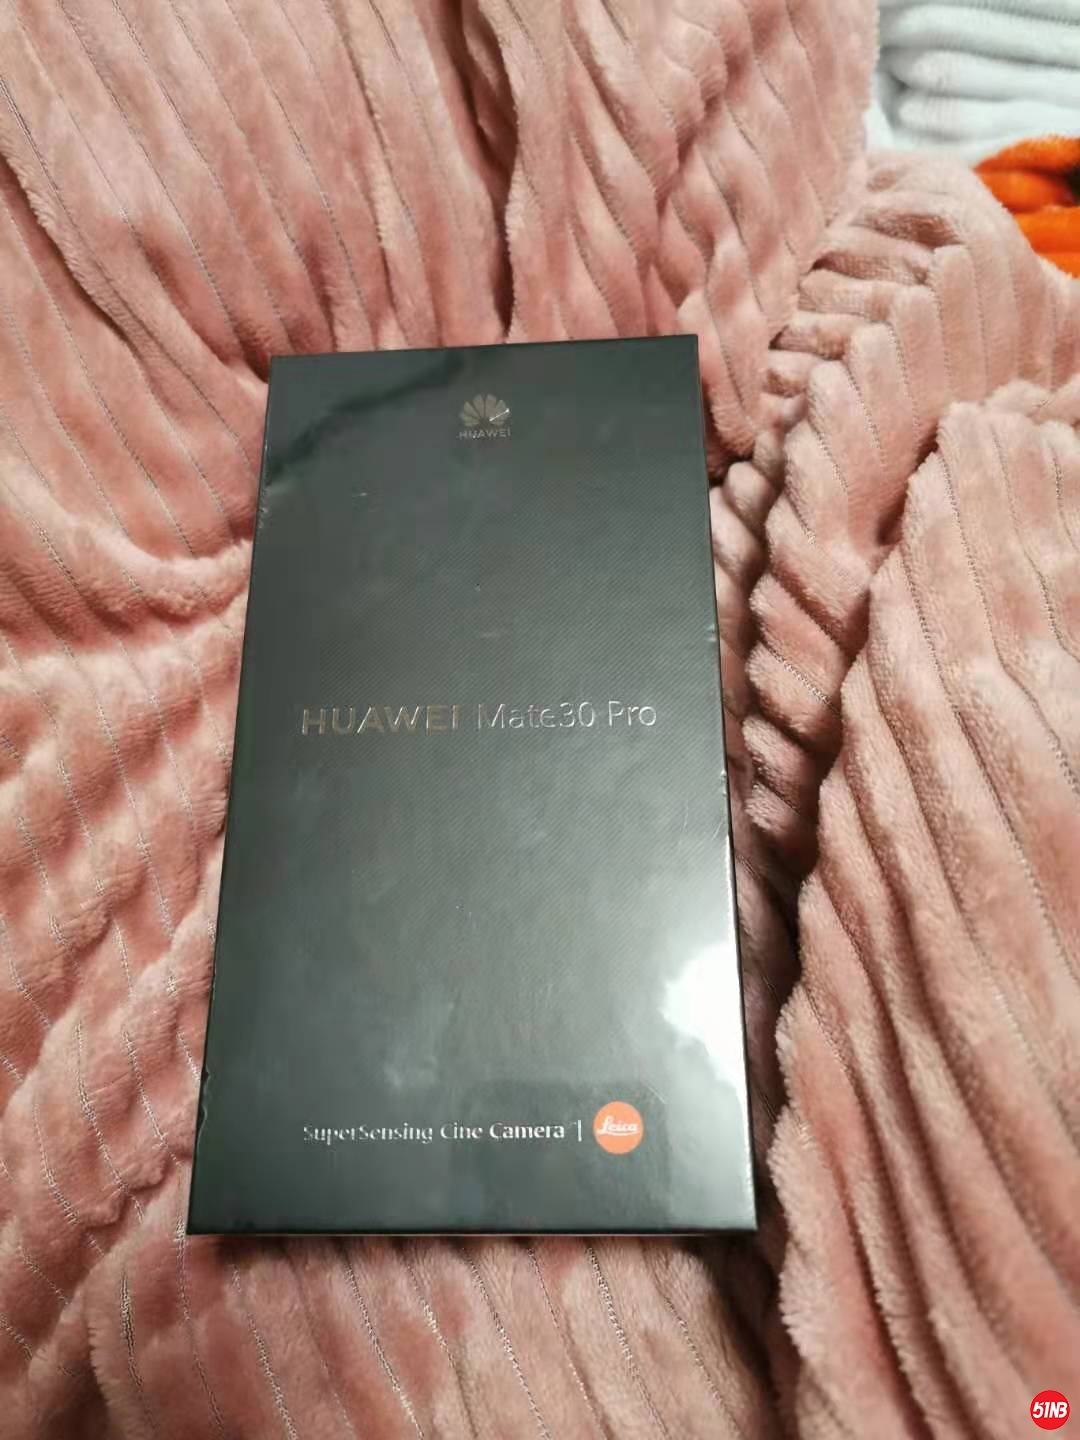 HUAWEI
HUAWEI Mate30 Pro
SuperSensing Cine Camera | Leica
51NB